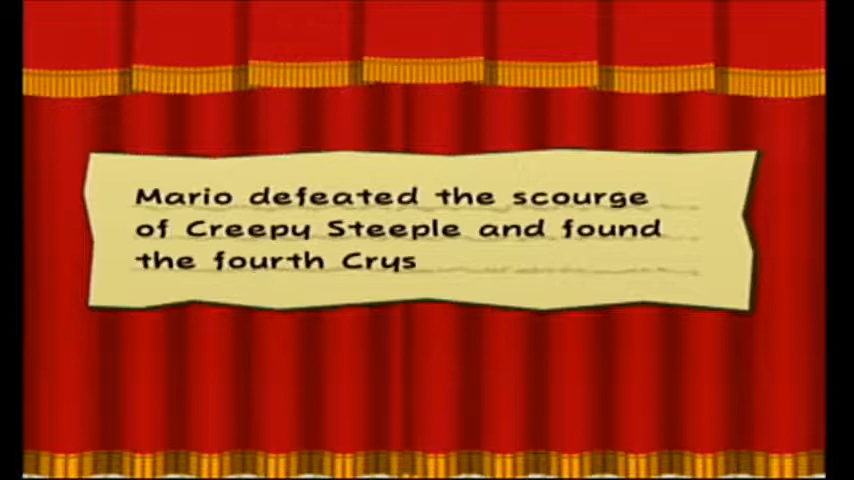 Mario defeated the scourge
of Creepy Steeple and found
the fourth Crys